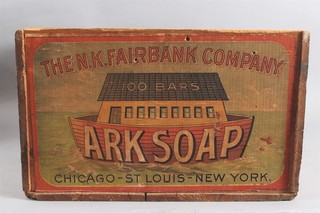 THE N.K. FAIRBANK COMPANY
100 BARS
ARK SOAP
CHICAGO-ST LOUIS-NEW YORK.